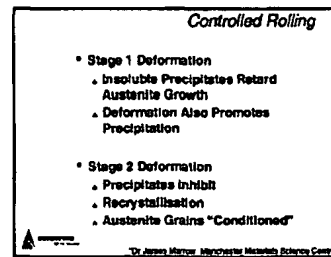 Controlled Rolling
• Stage 1 Deformation
▲ Insoluble Precipitates Retard
Austenite Growth
▲ Deformation Also Promotes
Precipitation
• Stage 2 Deformation
▲ Precipitates Inhibit
▲ Recrystallisation
▲ Austenite Grains "Conditioned"
"Dr James Marrow Manchester Materials Science Centre